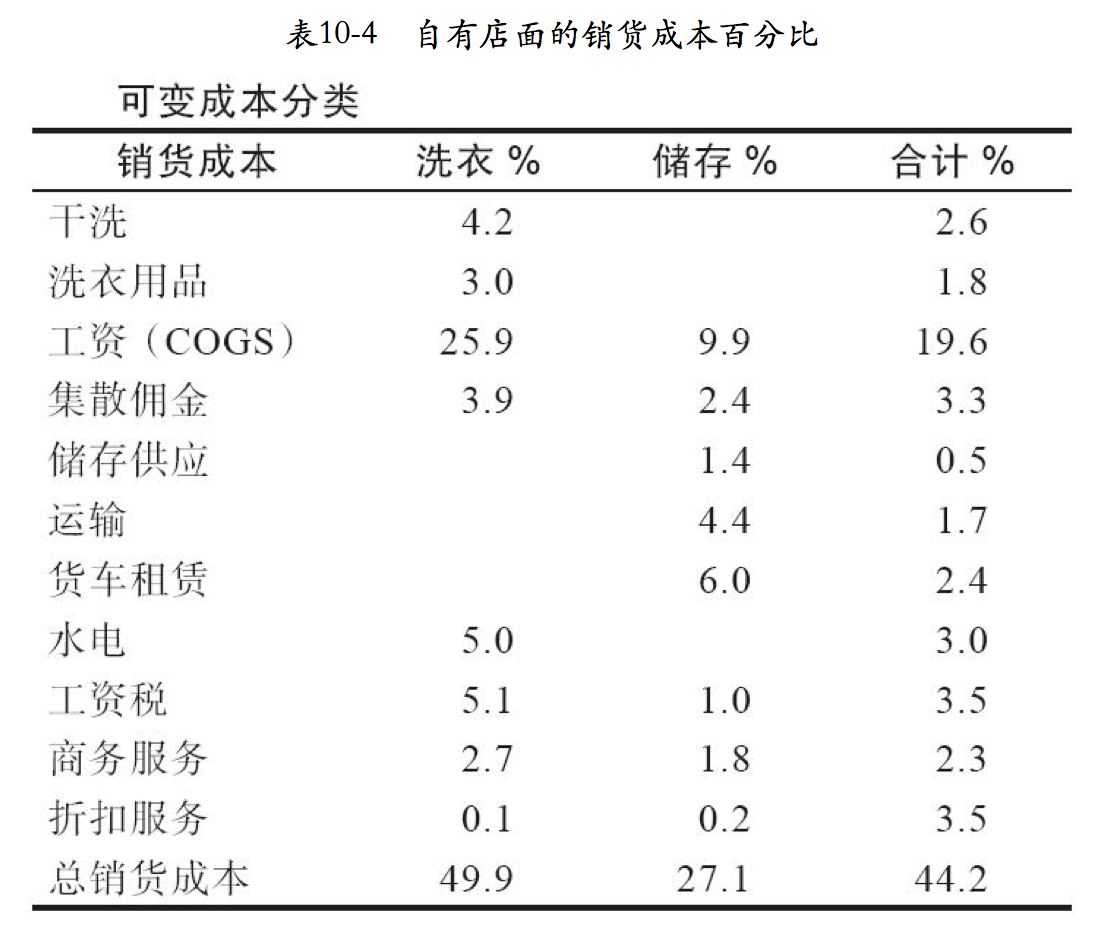 表10-4 自有店面的销货成本百分比
可变成本分类
销货成本 洗衣 % 储存 % 合计 %
干洗 4.2 2.6
洗衣用品 3.0 1.8
工资（COGS） 25.9 9.9 19.6
集散佣金 3.9 2.4 3.3
储存供应 1.4 0.5
运输 4.4 1.7
货车租赁 6.0 2.4
水电 5.0 3.0
工资税 5.1 1.0 3.5
商务服务 2.7 1.8 2.3
折扣服务 0.1 0.2 3.5
总销货成本 49.9 27.1 44.2